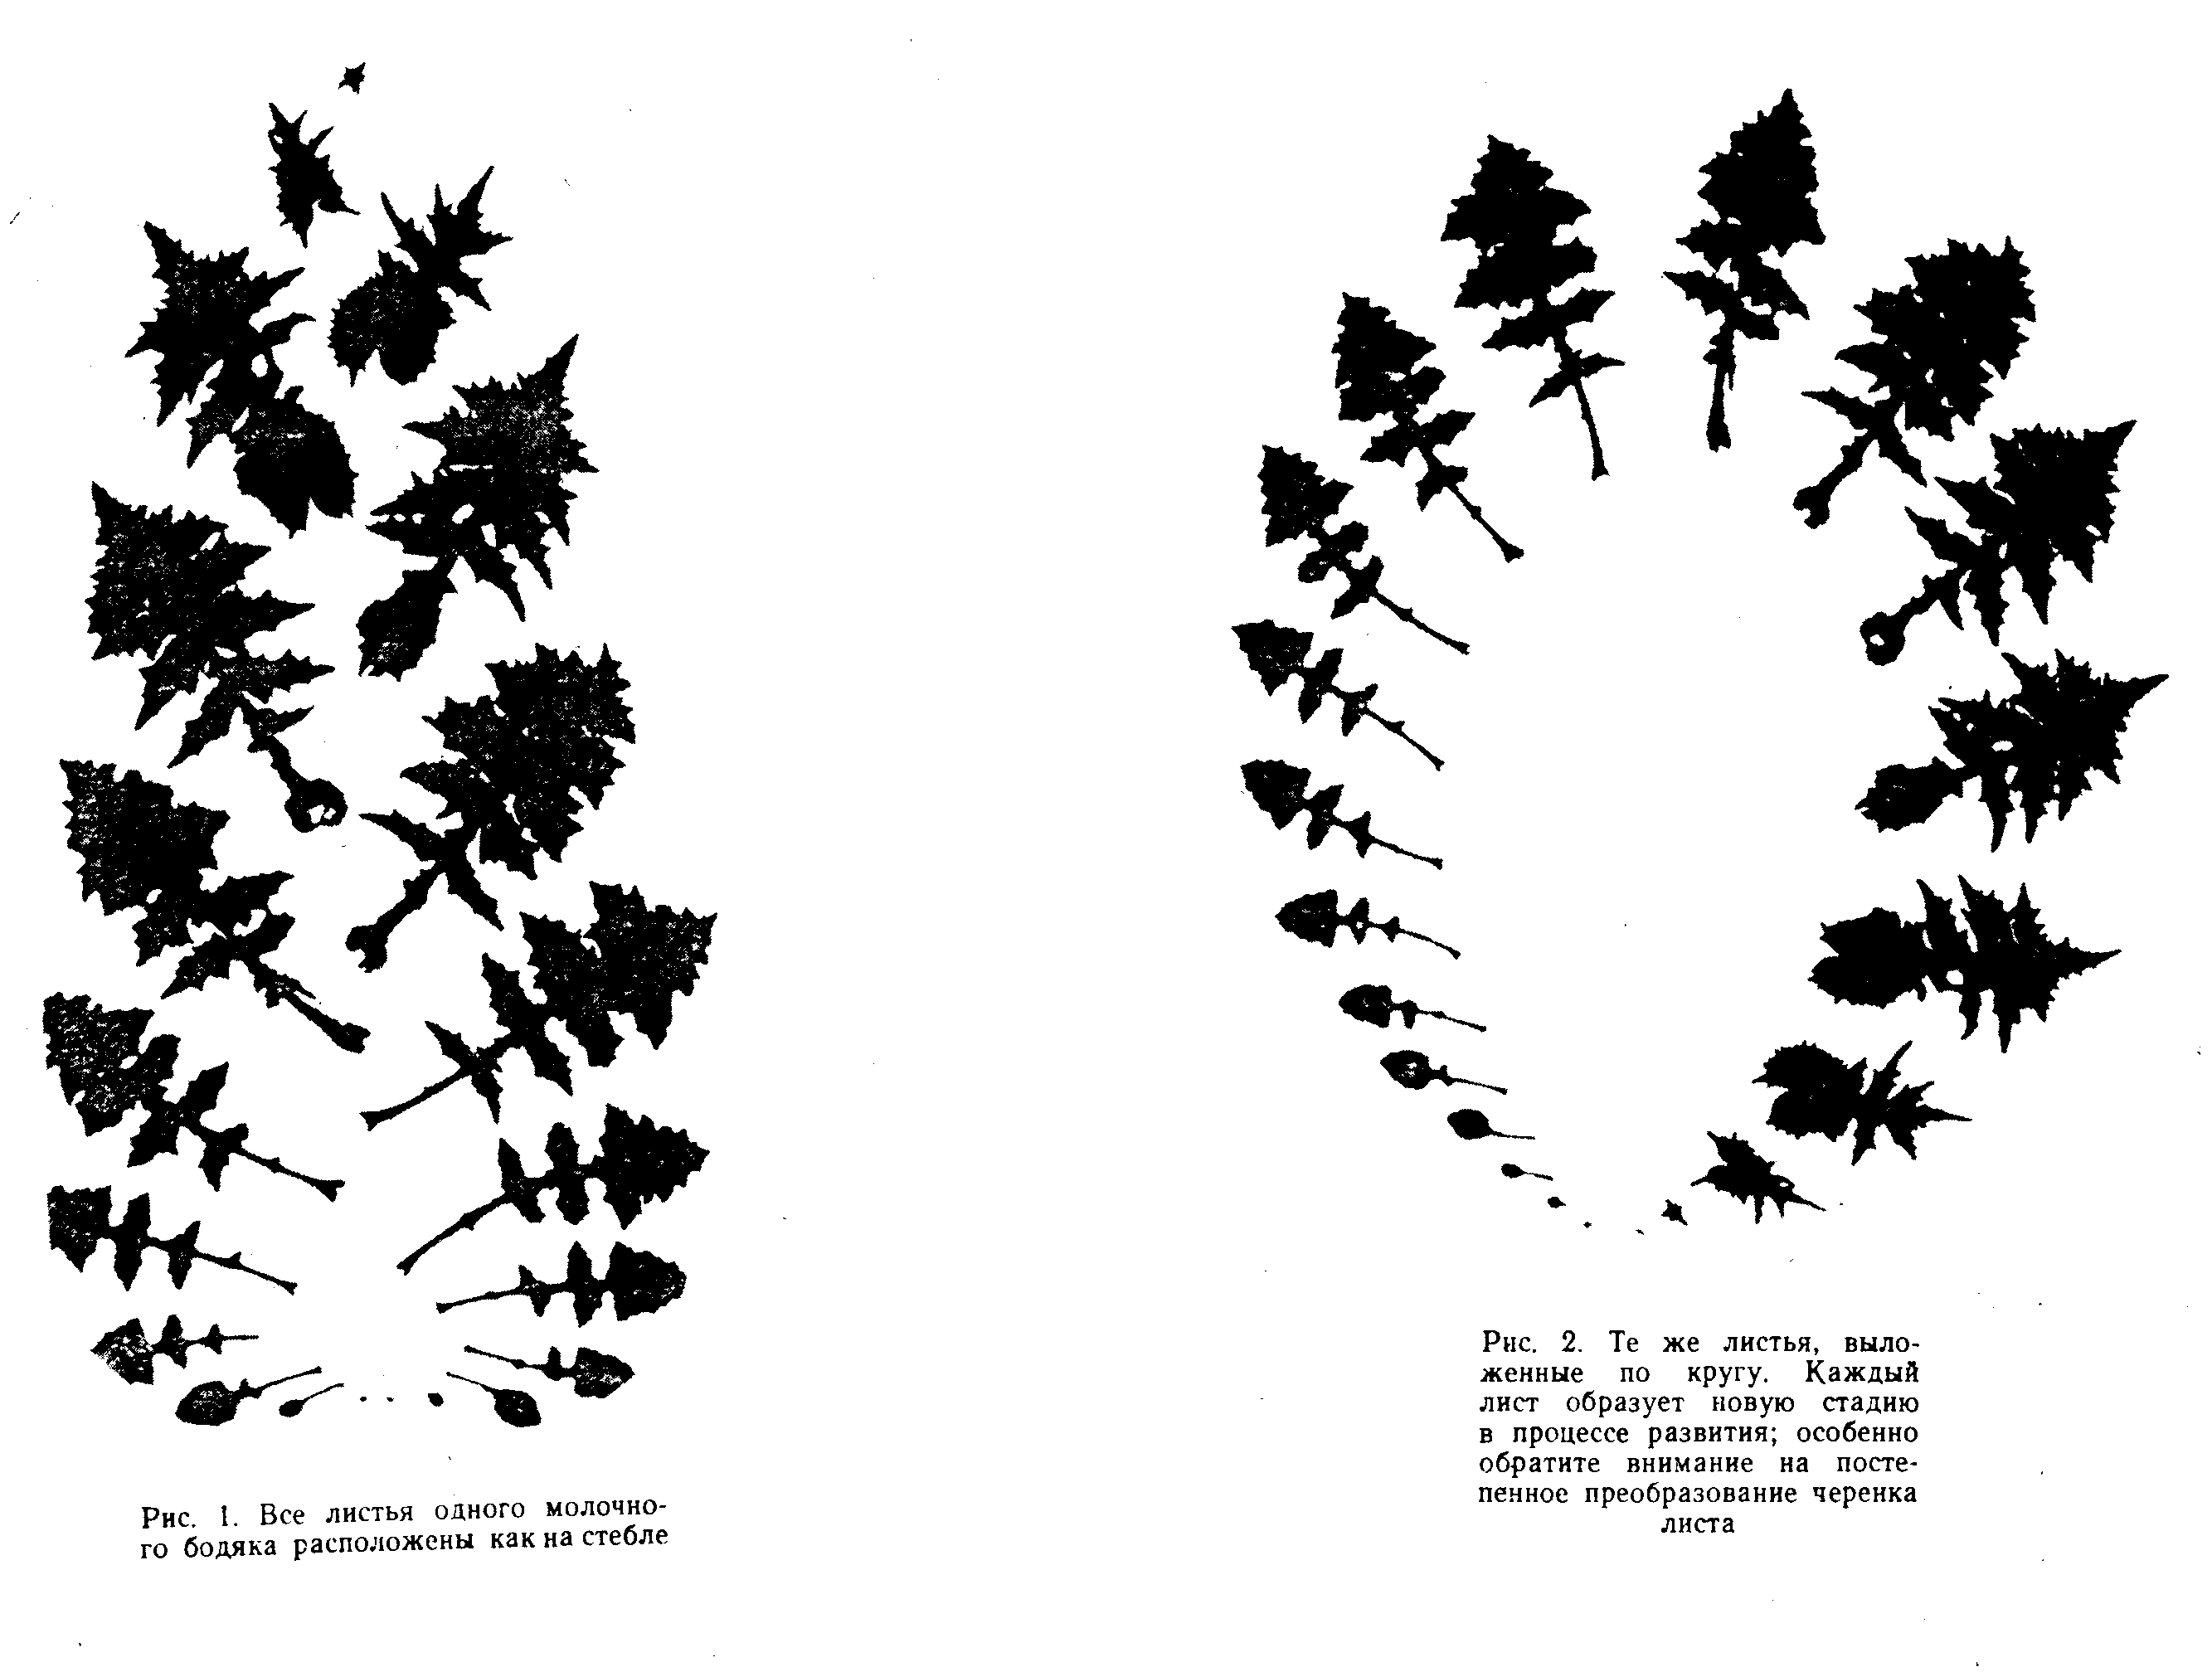 Рис. 1. Все листья одного молочно-
го бодяка расположены как на стебле
Рис. 2. Те же листья, выло-
женные по кругу. Каждый
лист образует новую стадию
в процессе развития; особенно
обратите внимание на посте-
пенное преобразование черенка
листа